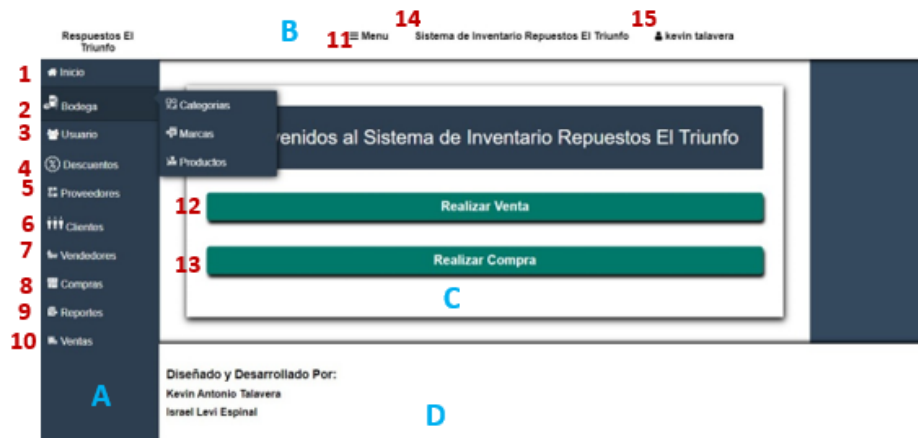 14
15
B
Respuestos El
Triunfo
11 Menu
Sistema de Inventario Repuestos El Triunfo
kevin talavera
1 Inicio
2 Bodega
Categorias
3 Usuario
Marcas
venidos al Sistema de Inventario Repuestos El Triunfo
4 Descuentos
Productos
5 Proveedores
12 Realizar Venta
6 Clientes
7 Vendedores
13 Realizar Compra
8 Compras
C
9 Reportes
10 Ventas
Diseñado y Desarrollado Por:
A
Kevin Antonio Talavera
Israel Levi Espinal
D